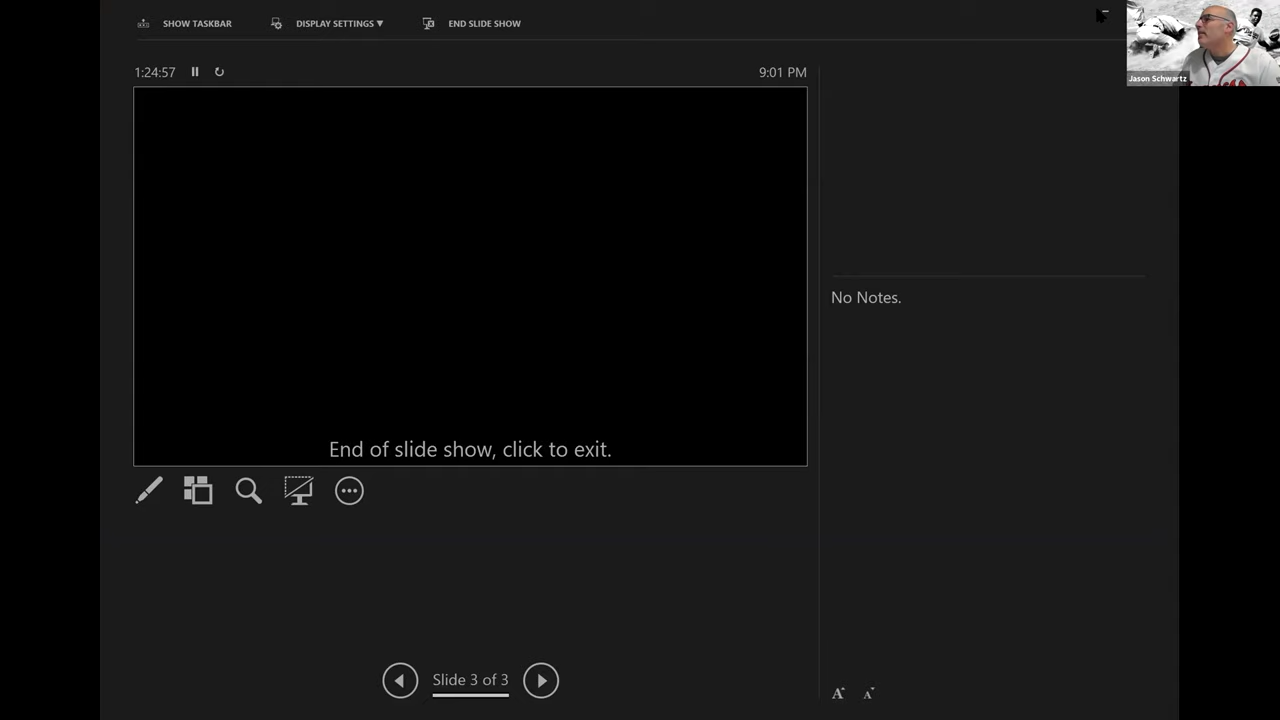 SHOW TASKBAR
DISPLAY SETTINGS ▼
END SLIDE SHOW
Jason Schwartz
1:24:57
9:01 PM
No Notes.
End of slide show, click to exit.
Slide 3 of 3
A A